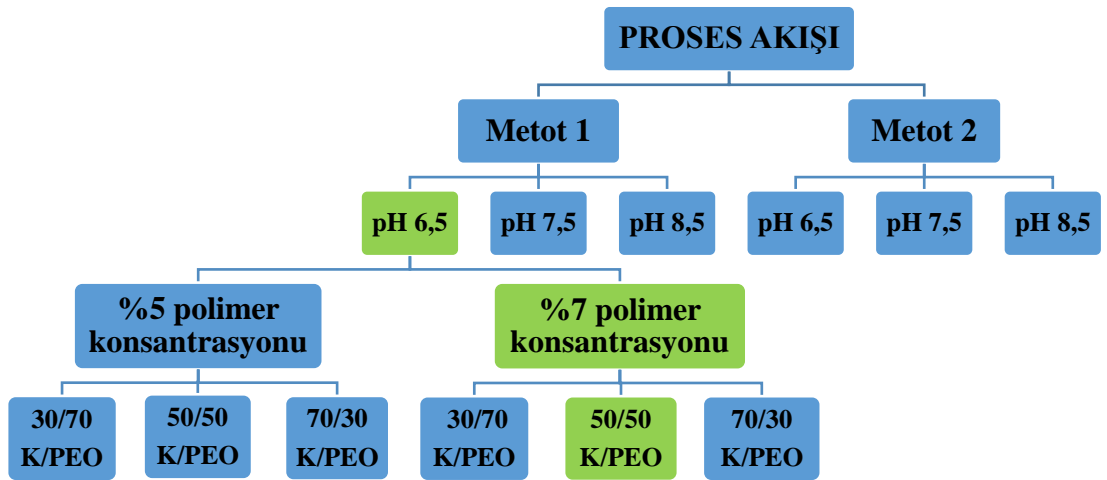 PROSES AKIŞI
Metot 1
Metot 2
pH 6,5
pH 7,5
pH 8,5
pH 6,5
pH 7,5
pH 8,5
%5 polimer
konsantrasyonu
%7 polimer
konsantrasyonu
30/70
K/PEO
50/50
K/PEO
70/30
K/PEO
30/70
K/PEO
50/50
K/PEO
70/30
K/PEO